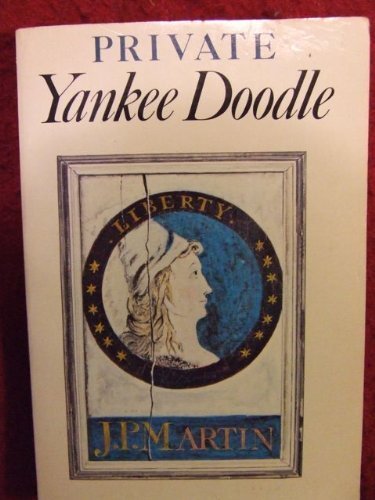 PRIVATE
Yankee Doodle
LIBERTY
J.P. MARTIN